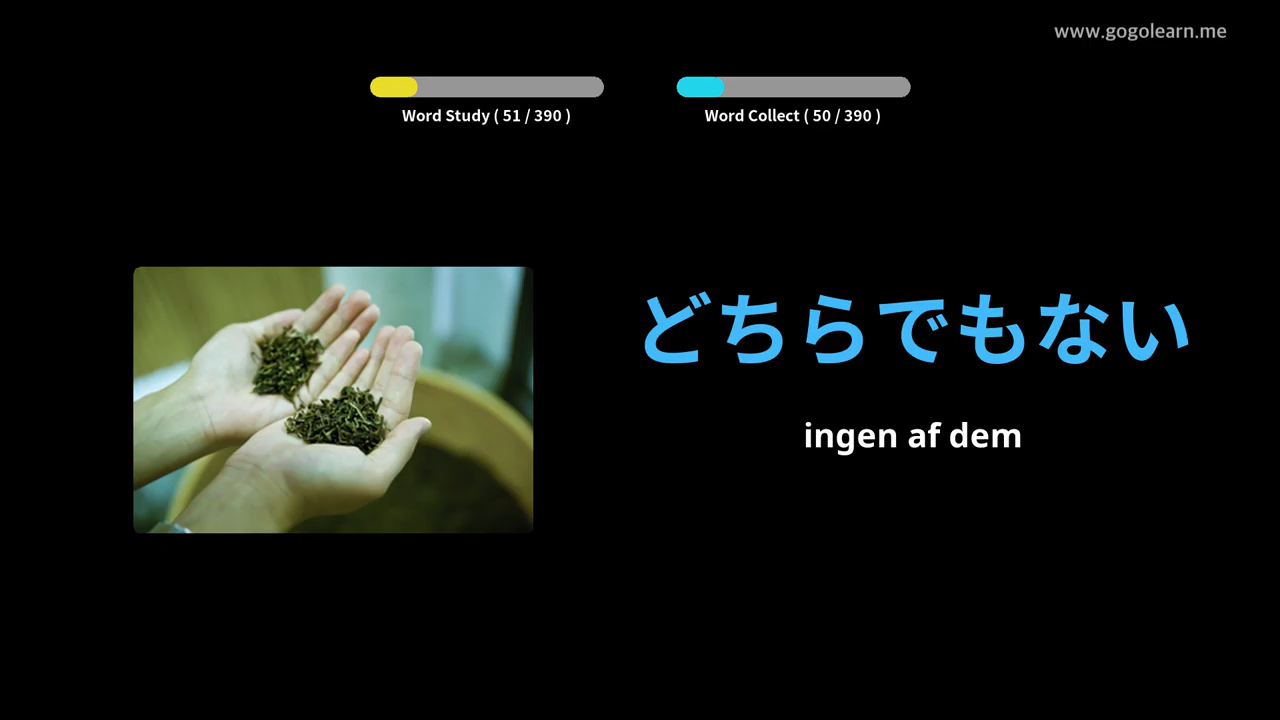 www.gogolearn.me
Word Study ( 51 / 390 )
Word Collect ( 50 / 390 )
どちらでもない
ingen af dem